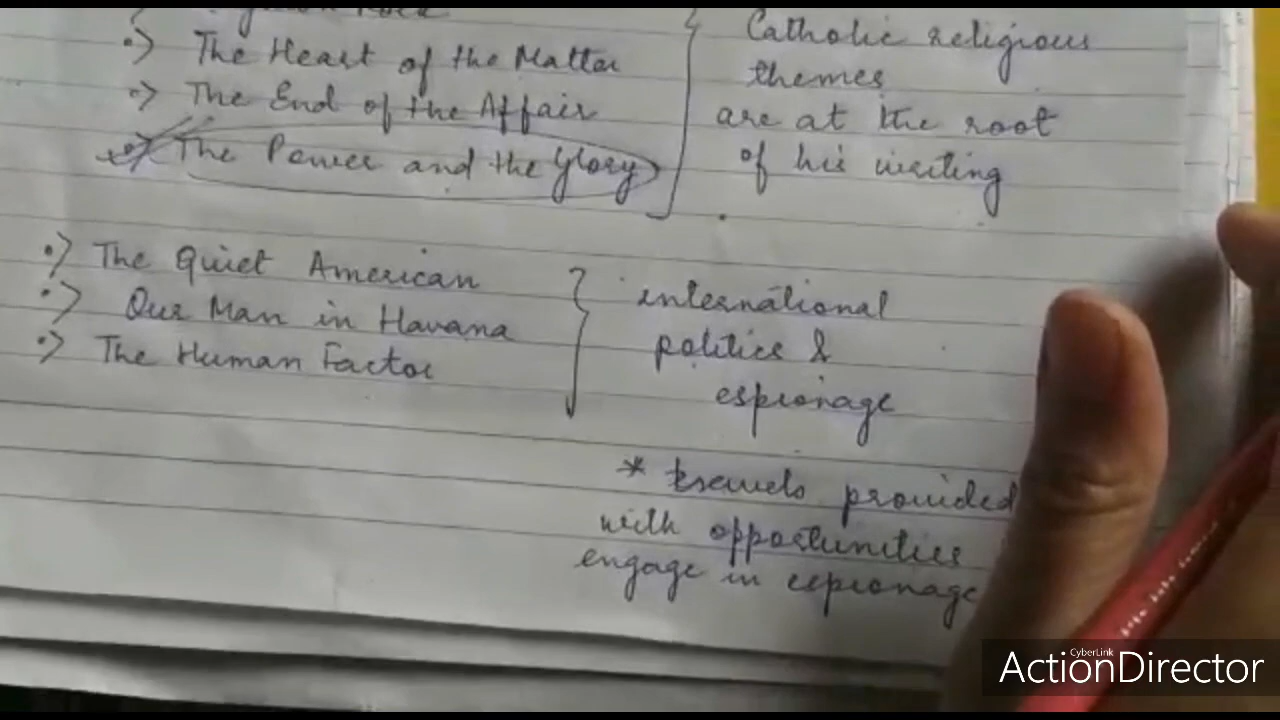 The Heart of the Matter
The End of the Affair
The Power and the Glory
Catholic religious
themes
are at the root
of his writing
The Quiet American
Our Man in Havana
The Human Factor
international
politics &
espionage
* travels provided
with opportunities
engage in espionage
CyberLink
ActionDirector